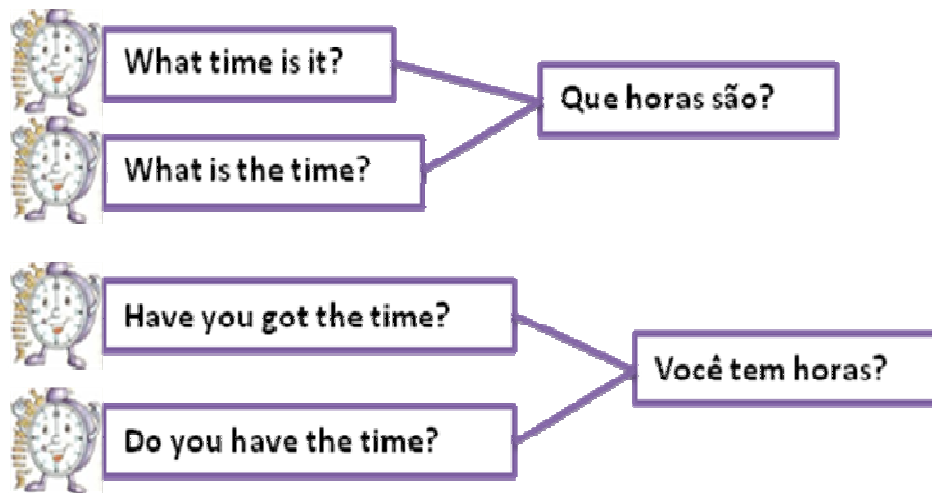 What time is it?
Que horas são?
What is the time?
Have you got the time?
Você tem horas?
Do you have the time?